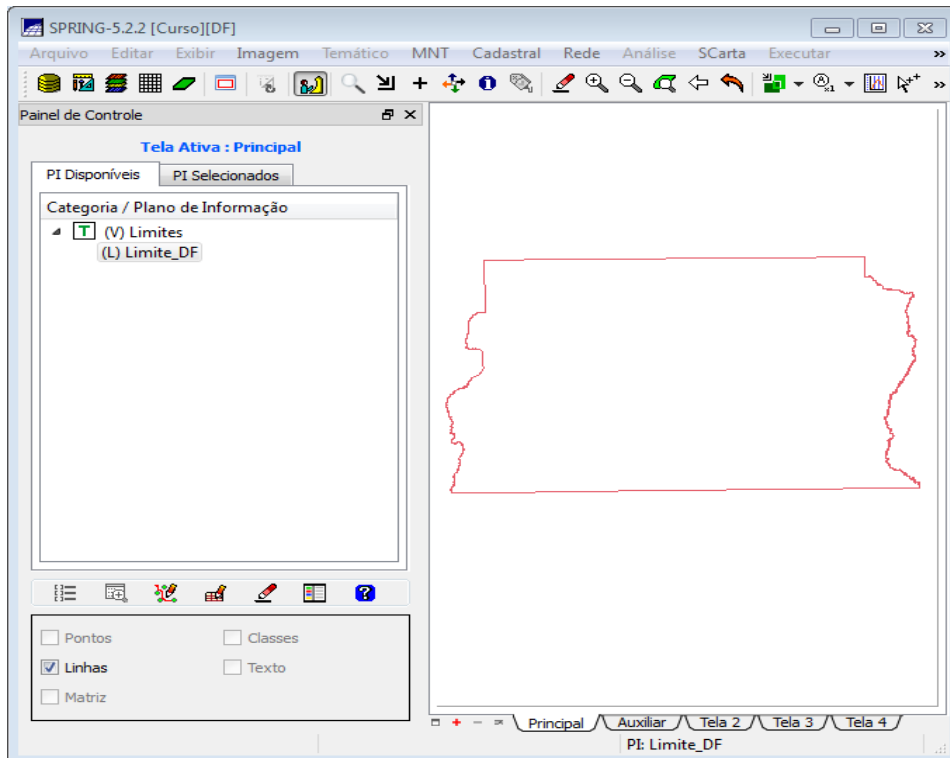 SPRING-5.2.2 [Curso][DF]
Arquivo Editar Exibir Imagem Temático MNT Cadastral Rede Análise SCarta Executar »
x1 »
Painel de Controle
Tela Ativa : Principal
PI Disponíveis PI Selecionados
Categoria / Plano de Informação
T (V) Limites
(L) Limite_DF
Pontos Classes
Linhas Texto
Matriz
Principal Auxiliar Tela 2 Tela 3 Tela 4
PI: Limite_DF